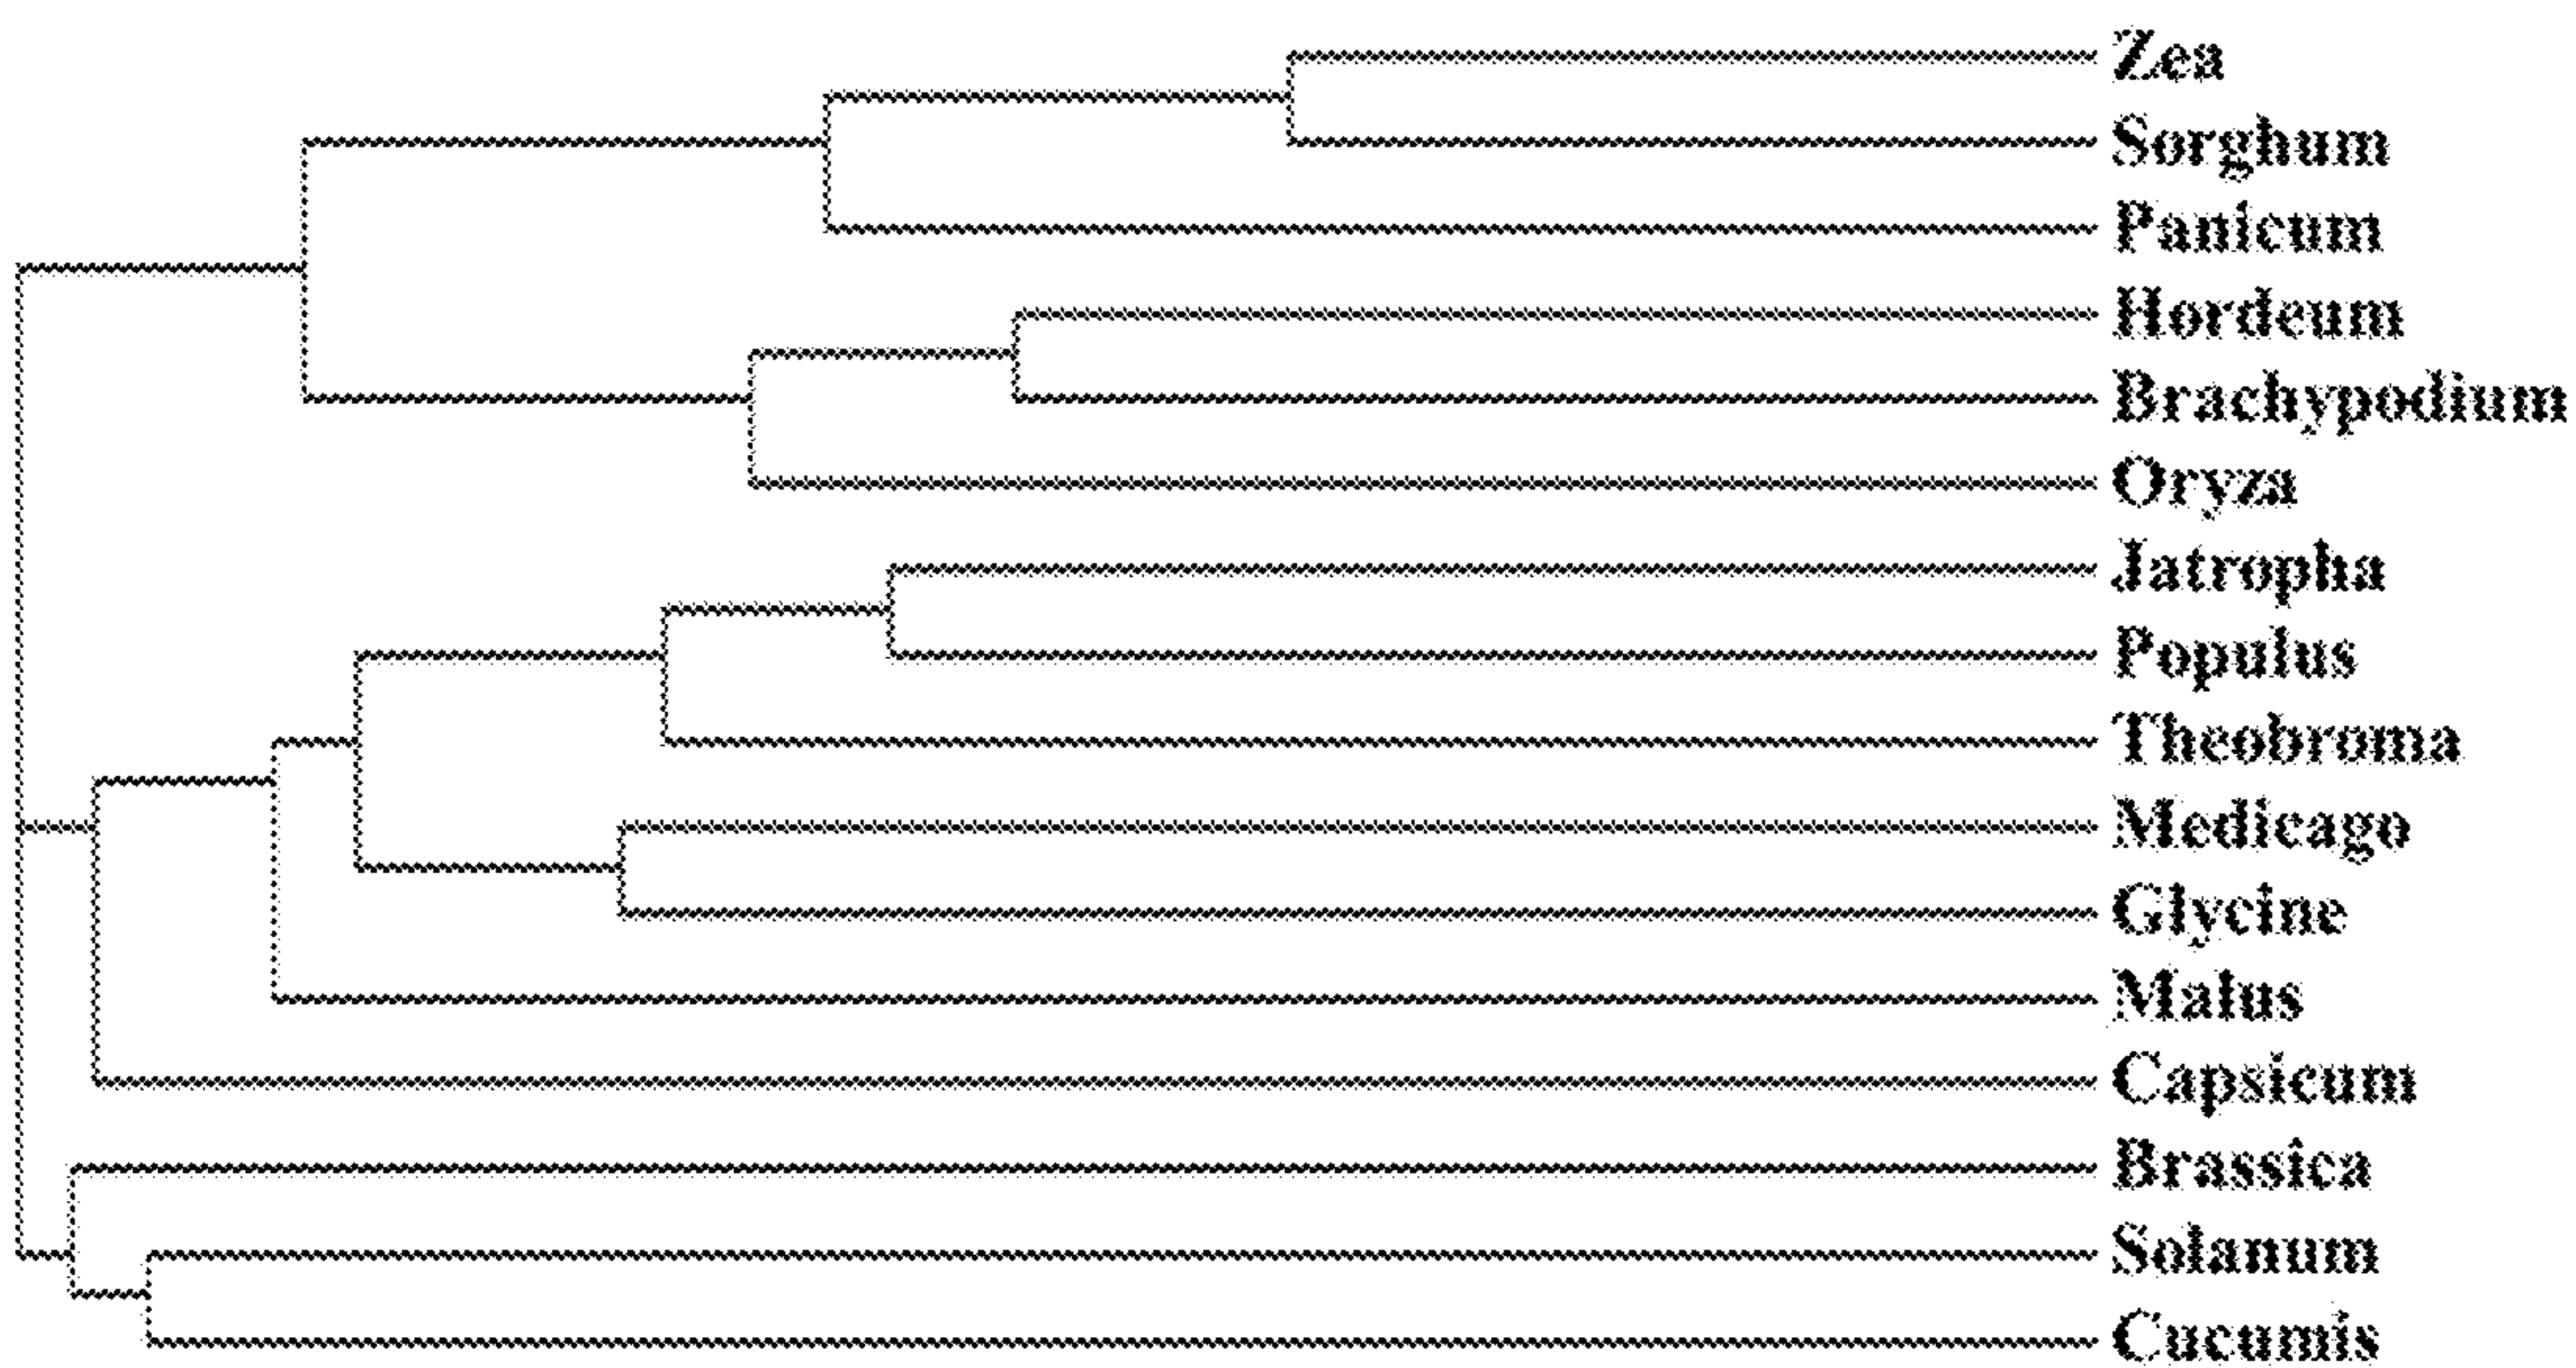 Zea
Sorghum
Panicum
Hordeum
Brachypodium
Oryza
Jatropha
Populus
Theobroma
Medicago
Glycine
Malus
Capsicum
Brassica
Solanum
Cucumis